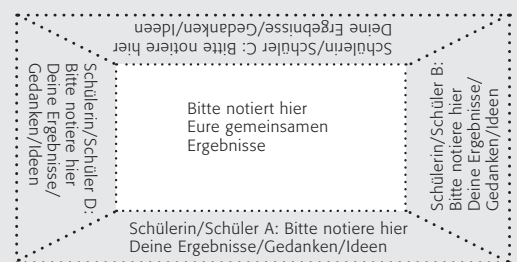 Schülerin/Schüler C: Bitte notiere hier
Deine Ergebnisse/Gedanken/Ideen
Schülerin/Schüler D:
Bitte notiere hier
Deine Ergebnisse/
Gedanken/Ideen
Bitte notiert hier
Eure gemeinsamen
Ergebnisse
Schülerin/Schüler B:
Bitte notiere hier
Deine Ergebnisse/
Gedanken/Ideen
Schülerin/Schüler A: Bitte notiere hier
Deine Ergebnisse/Gedanken/Ideen